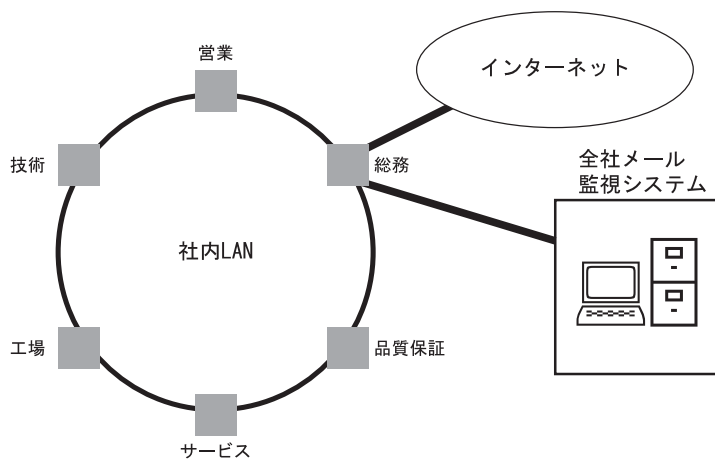 営業
インターネット
技術
総務
全社メール
監視システム
社内LAN
工場
品質保証
サービス